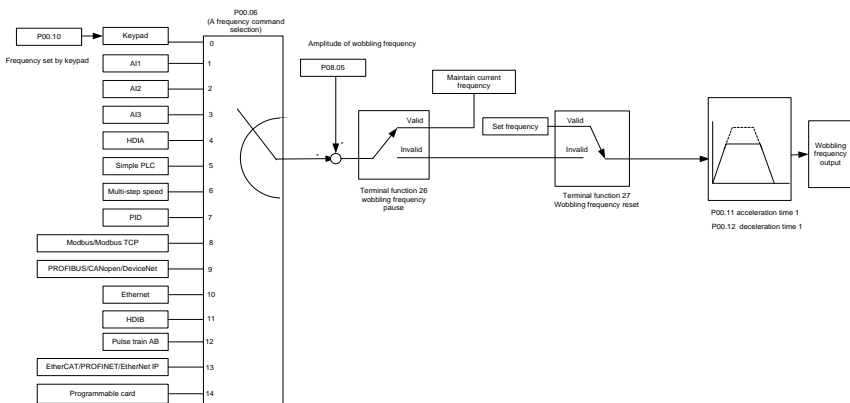 P00.06
(A frequency command
selection)
P00.10
Keypad
0
Frequency set by keypad
AI1
1
AI2
2
AI3
3
HDIA
4
Simple PLC
5
Multi-step speed
6
PID
7
Modbus/Modbus TCP
8
PROFIBUS/CANopen/DeviceNet
9
Ethernet
10
HDIB
11
Pulse train AB
12
EtherCAT/PROFINET/EtherNet IP
13
Programmable card
14
Amplitude of wobbling frequency
P08.05
Maintain current
frequency
Valid
Invalid
Terminal function 26
wobbling frequency
pause
Set frequency
Valid
Invalid
Terminal function 27
Wobbling frequency reset
P00.11 acceleration time 1
P00.12 deceleration time 1
Wobbling
frequency
output